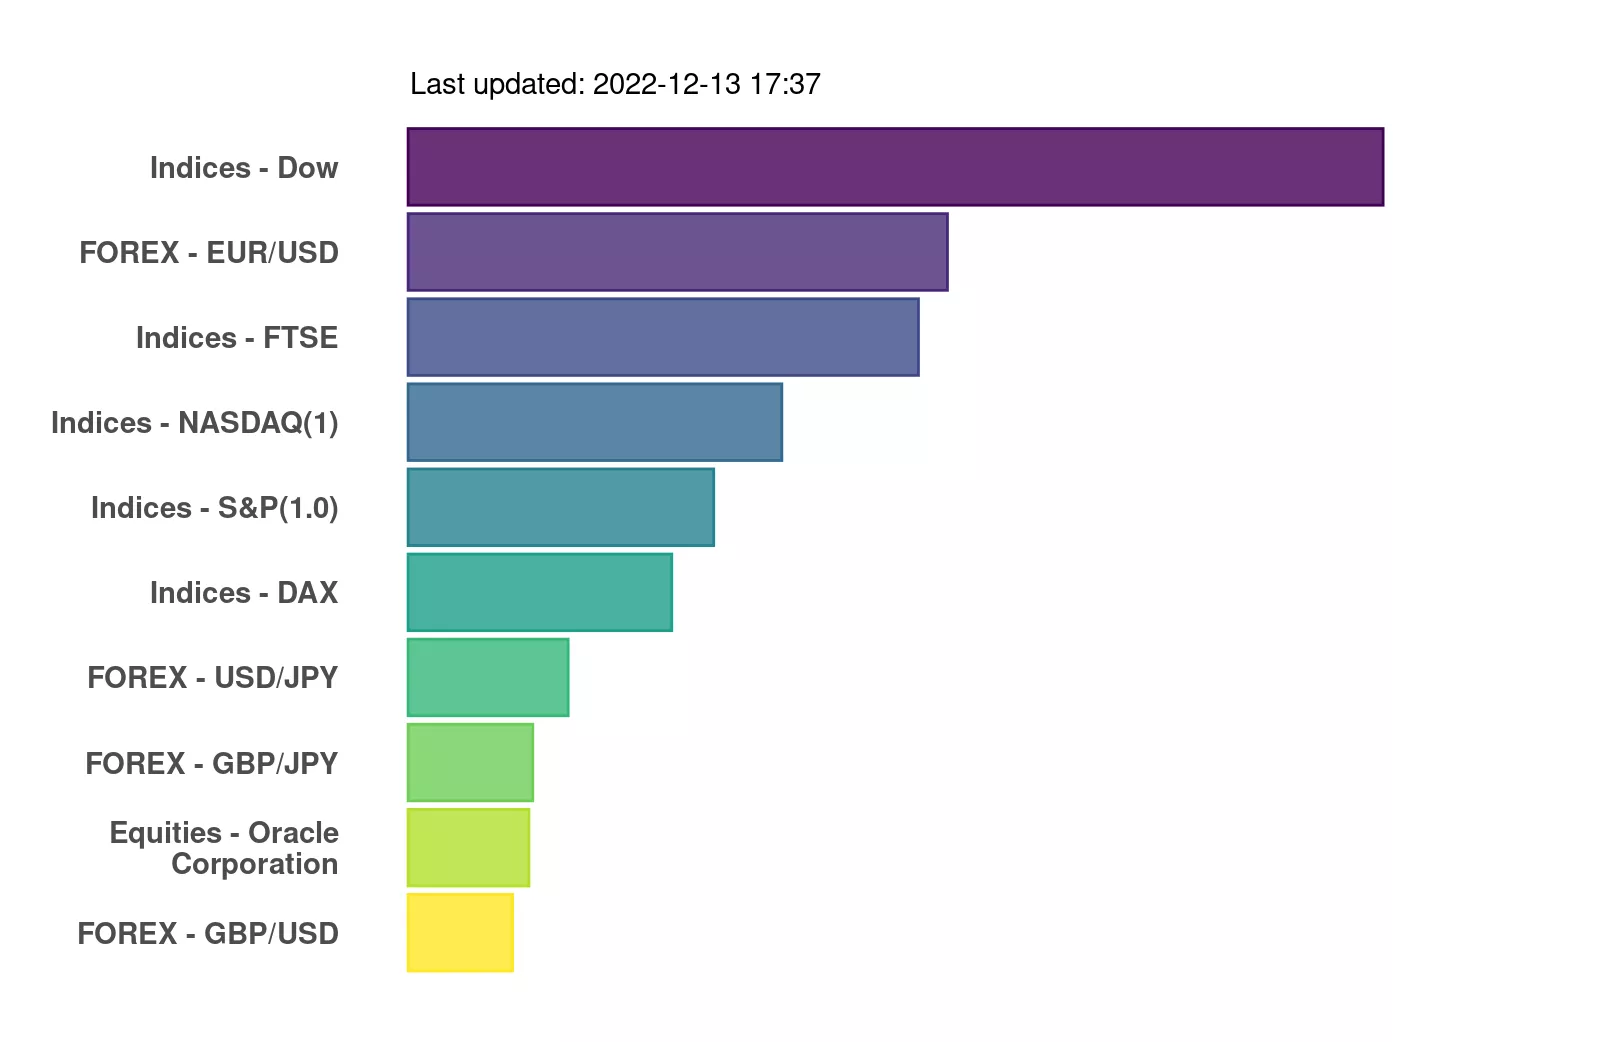 Last updated: 2022-12-13 17:37
Indices - Dow
FOREX - EUR/USD
Indices - FTSE
Indices - NASDAQ(1)
Indices - S&P(1.0)
Indices - DAX
FOREX - USD/JPY
FOREX - GBP/JPY
Equities - Oracle
Corporation
FOREX - GBP/USD